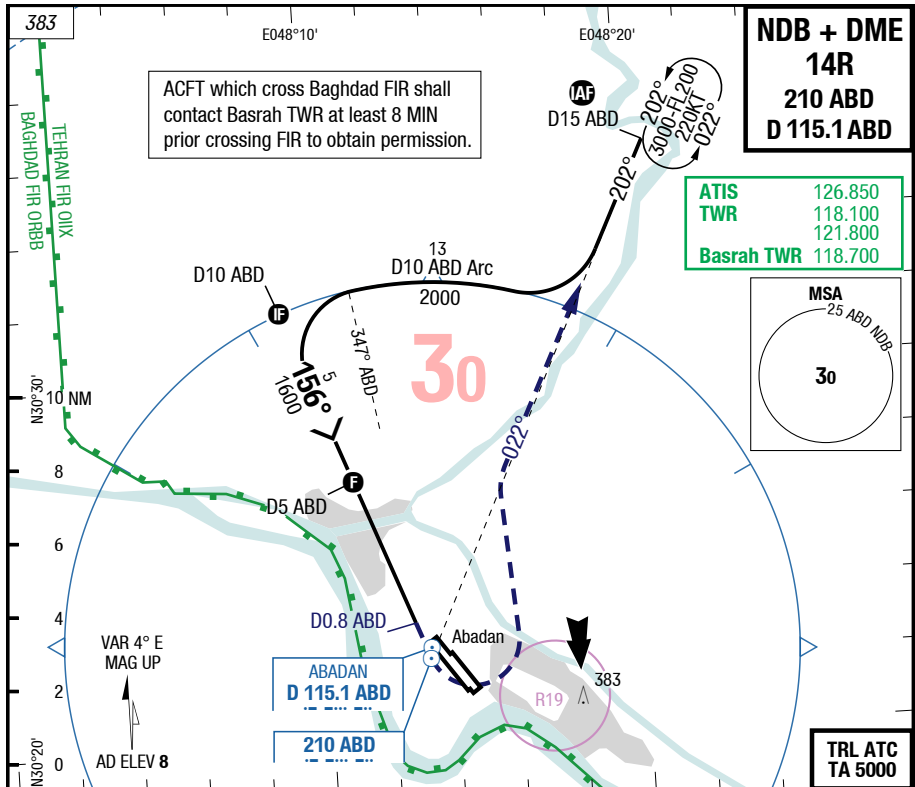 383
E048°10'
E048°20'
NDB + DME
14R
210 ABD
D 115.1 ABD
ACFT which cross Baghdad FIR shall
contact Basrah TWR at least 8 MIN
prior crossing FIR to obtain permission.
IAF
D15 ABD
202°
3000-FL200
220KT
022°
202°
TEHRAN FIR OIIX
BAGHDAD FIR ORBB
ATIS 126.850
TWR 118.100
121.800
Basrah TWR 118.700
13
D10 ABD Arc
2000
D10 ABD
IF
MSA
25 ABD NDB
30
347° ABD
30
5
156°
1600
N30°30'
10 NM
022°
8
F
D5 ABD
6
4
D0.8 ABD
Abadan
VAR 4° E
MAG UP
ABADAN
D 115.1 ABD
383
R19
2
210 ABD
AD ELEV 8
0
N30°20'
TRL ATC
TA 5000